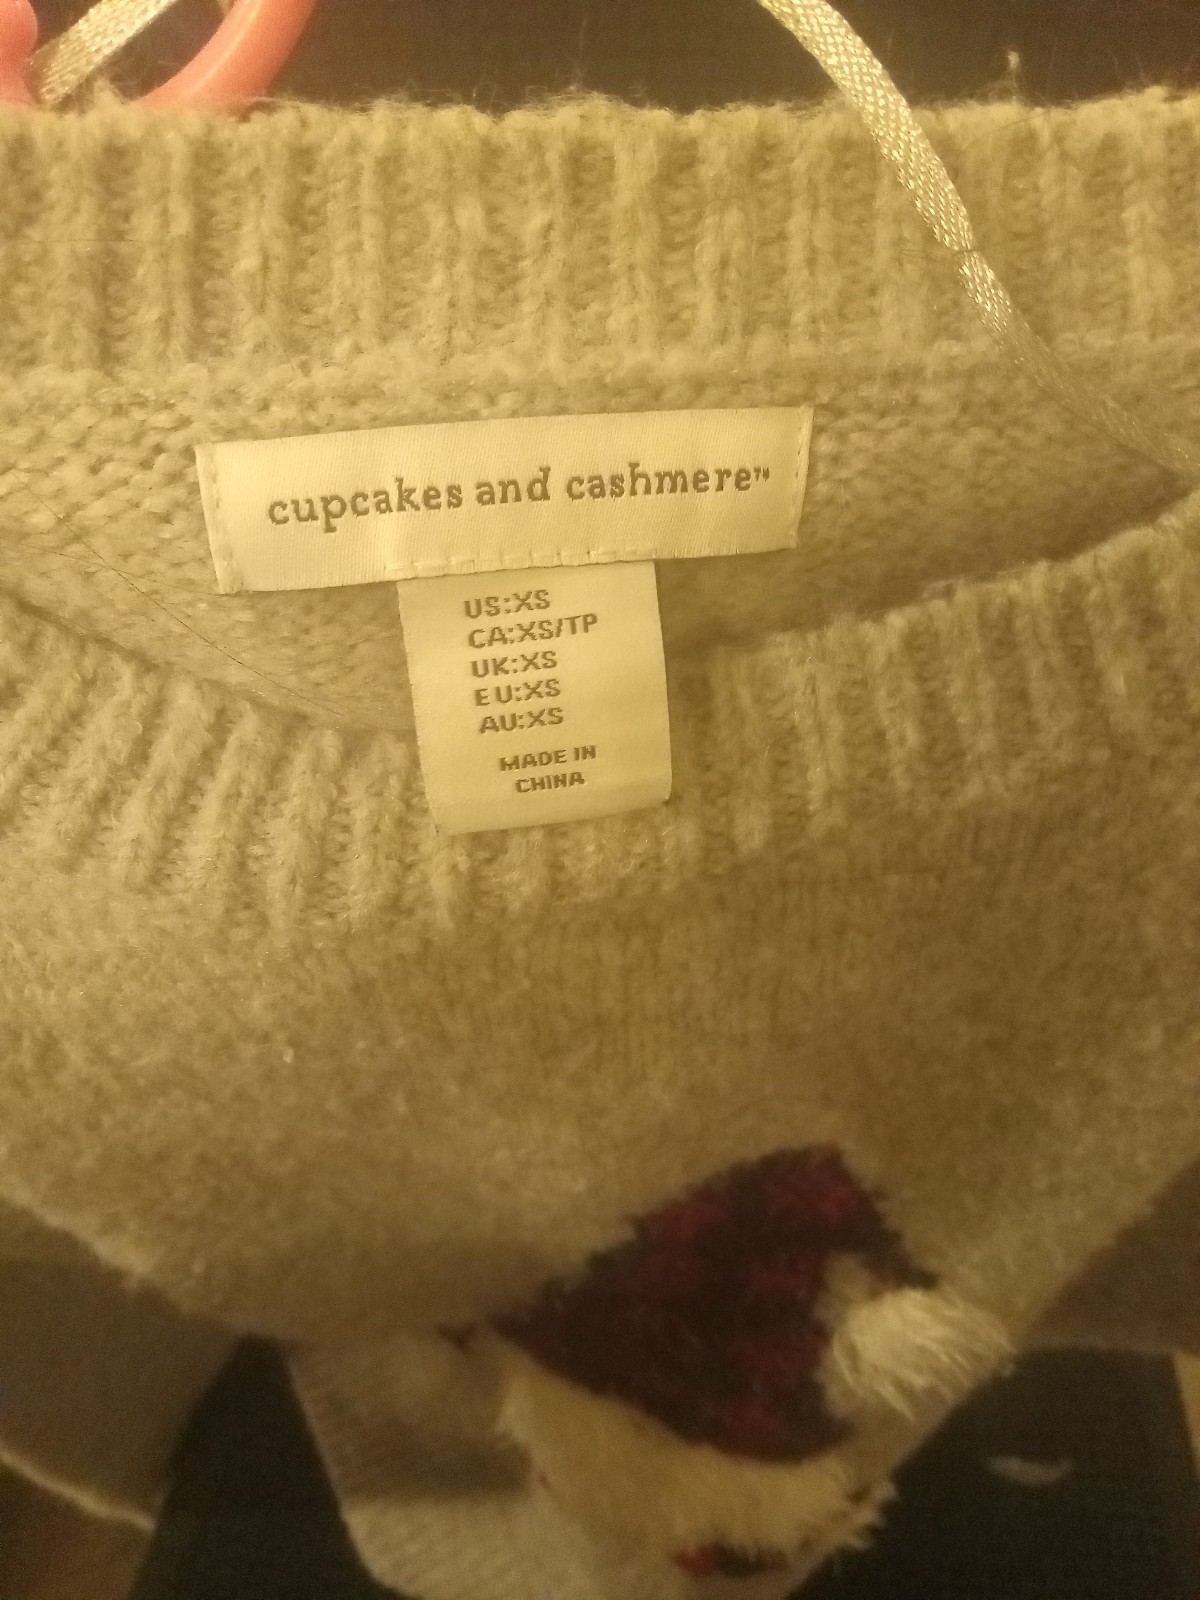 cupcakes and cashmere™
US:XS
CA:XS/TP
UK:XS
EU:XS
AU:XS
MADE IN
CHINA